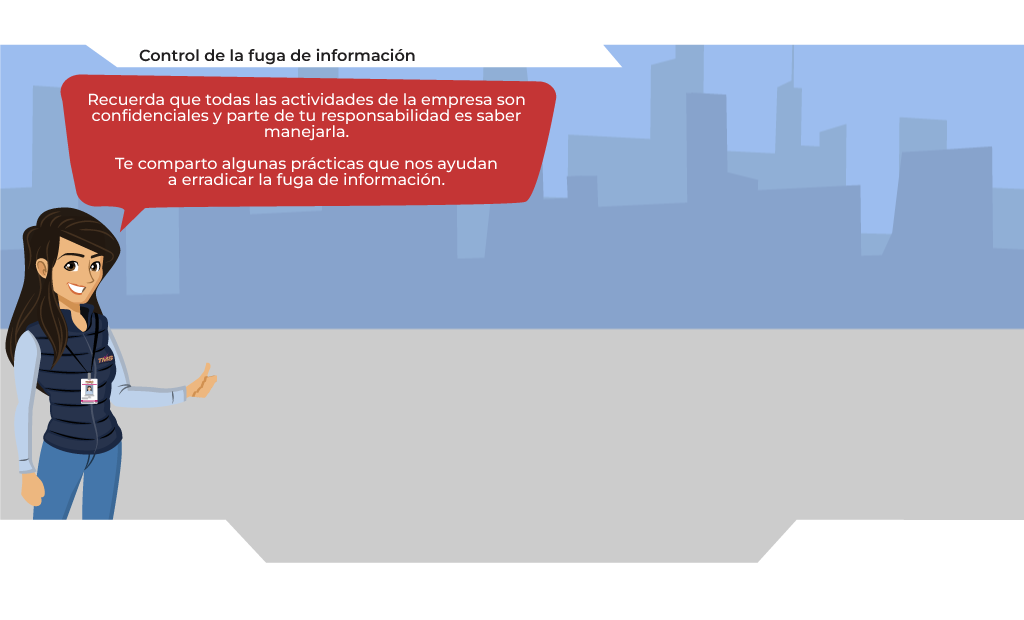 Control de la fuga de información
Recuerda que todas las actividades de la empresa son
confidenciales y parte de tu responsabilidad es saber
manejarla.
Te comparto algunas prácticas que nos ayudan
a erradicar la fuga de información.